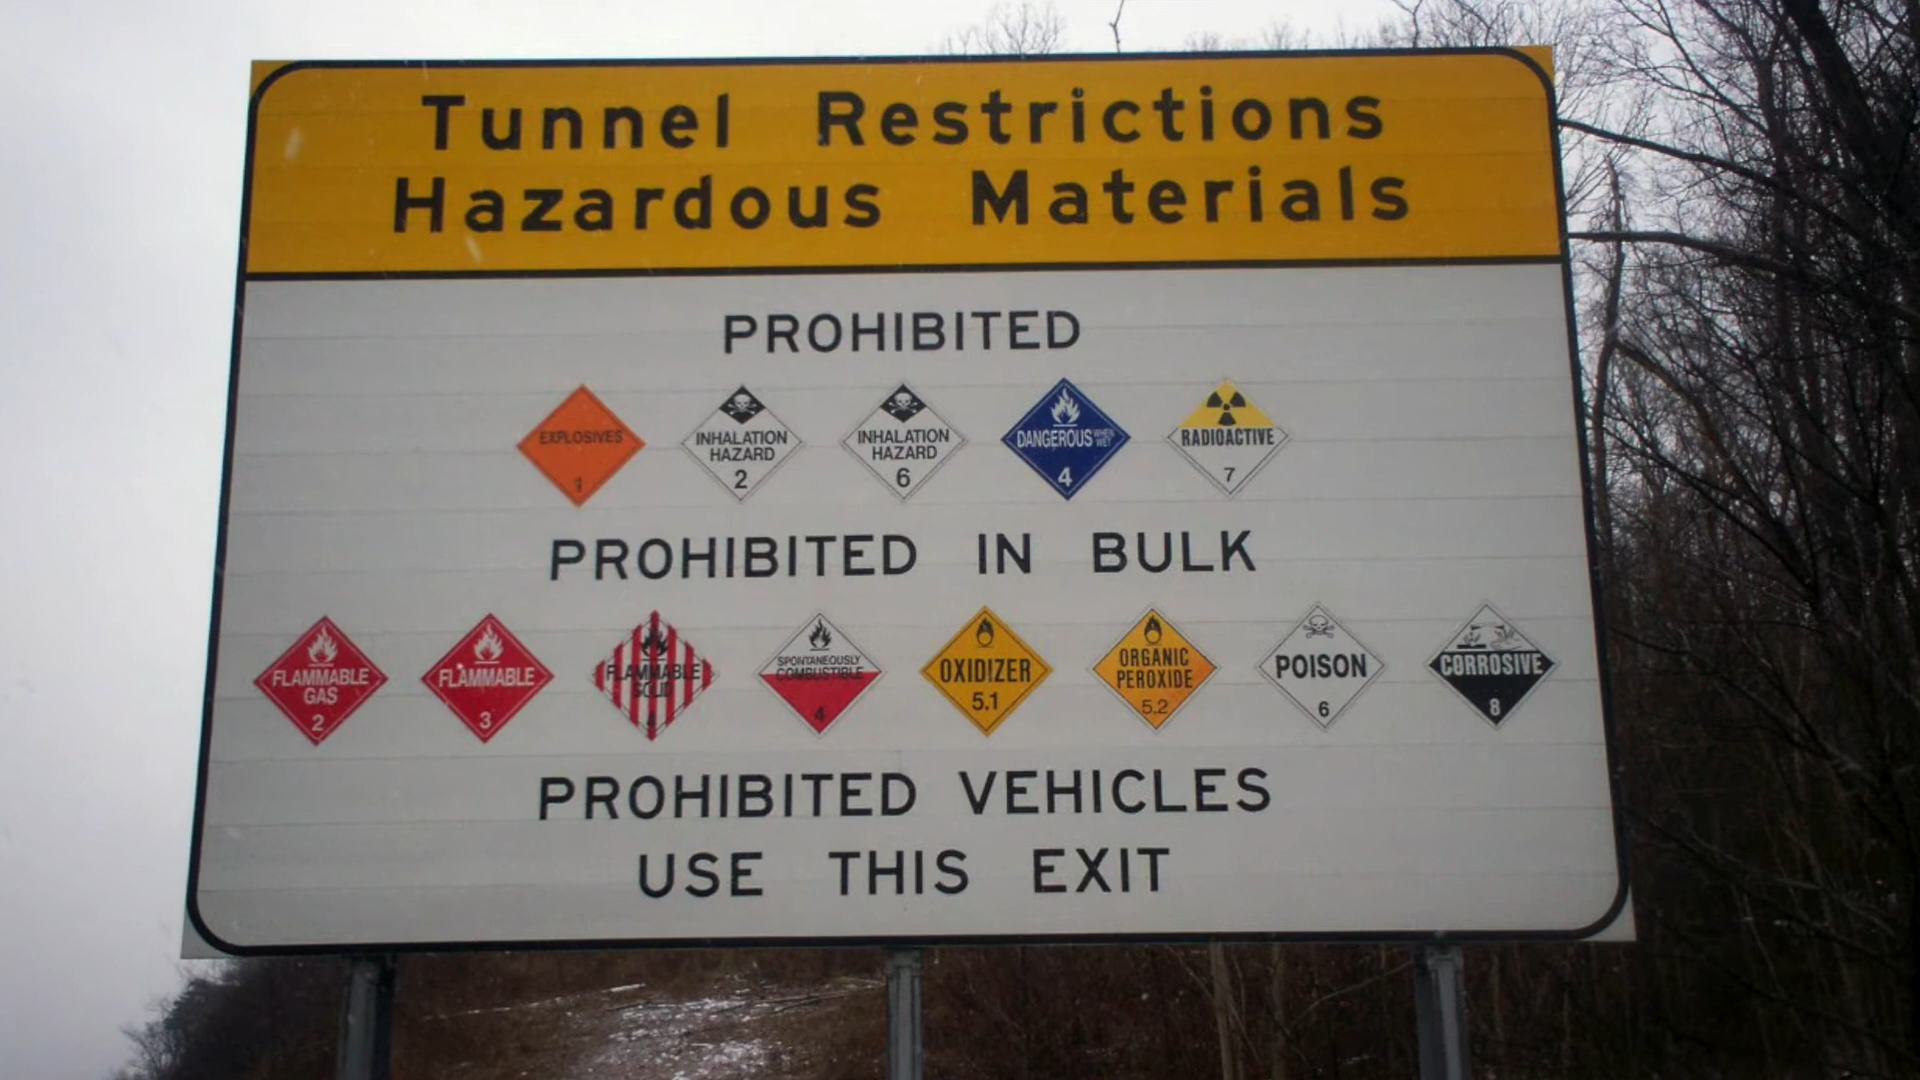 Tunnel Restrictions
Hazardous Materials
PROHIBITED
EXPLOSIVES
1
INHALATION
HAZARD
2
INHALATION
HAZARD
6
DANGEROUS WHEN WET
4
RADIOACTIVE
7
PROHIBITED IN BULK
FLAMMABLE
GAS
2
FLAMMABLE
3
FLAMMABLE
SOLID
4
SPONTANEOUSLY
COMBUSTIBLE
4
OXIDIZER
5.1
ORGANIC
PEROXIDE
5.2
POISON
6
CORROSIVE
8
PROHIBITED VEHICLES
USE THIS EXIT